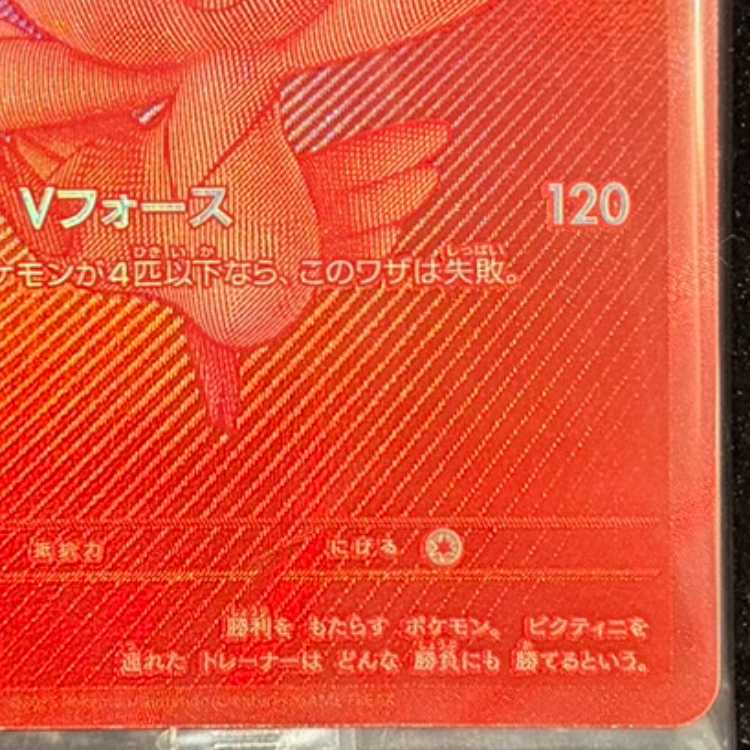 Vフォース 120
ケモンが4匹以下なら、このワザは失敗。
抵抗力 にげる
勝利を もたらす ポケモン。 ビクティニを
連れた トレーナーは どんな 勝負にも 勝てるという。